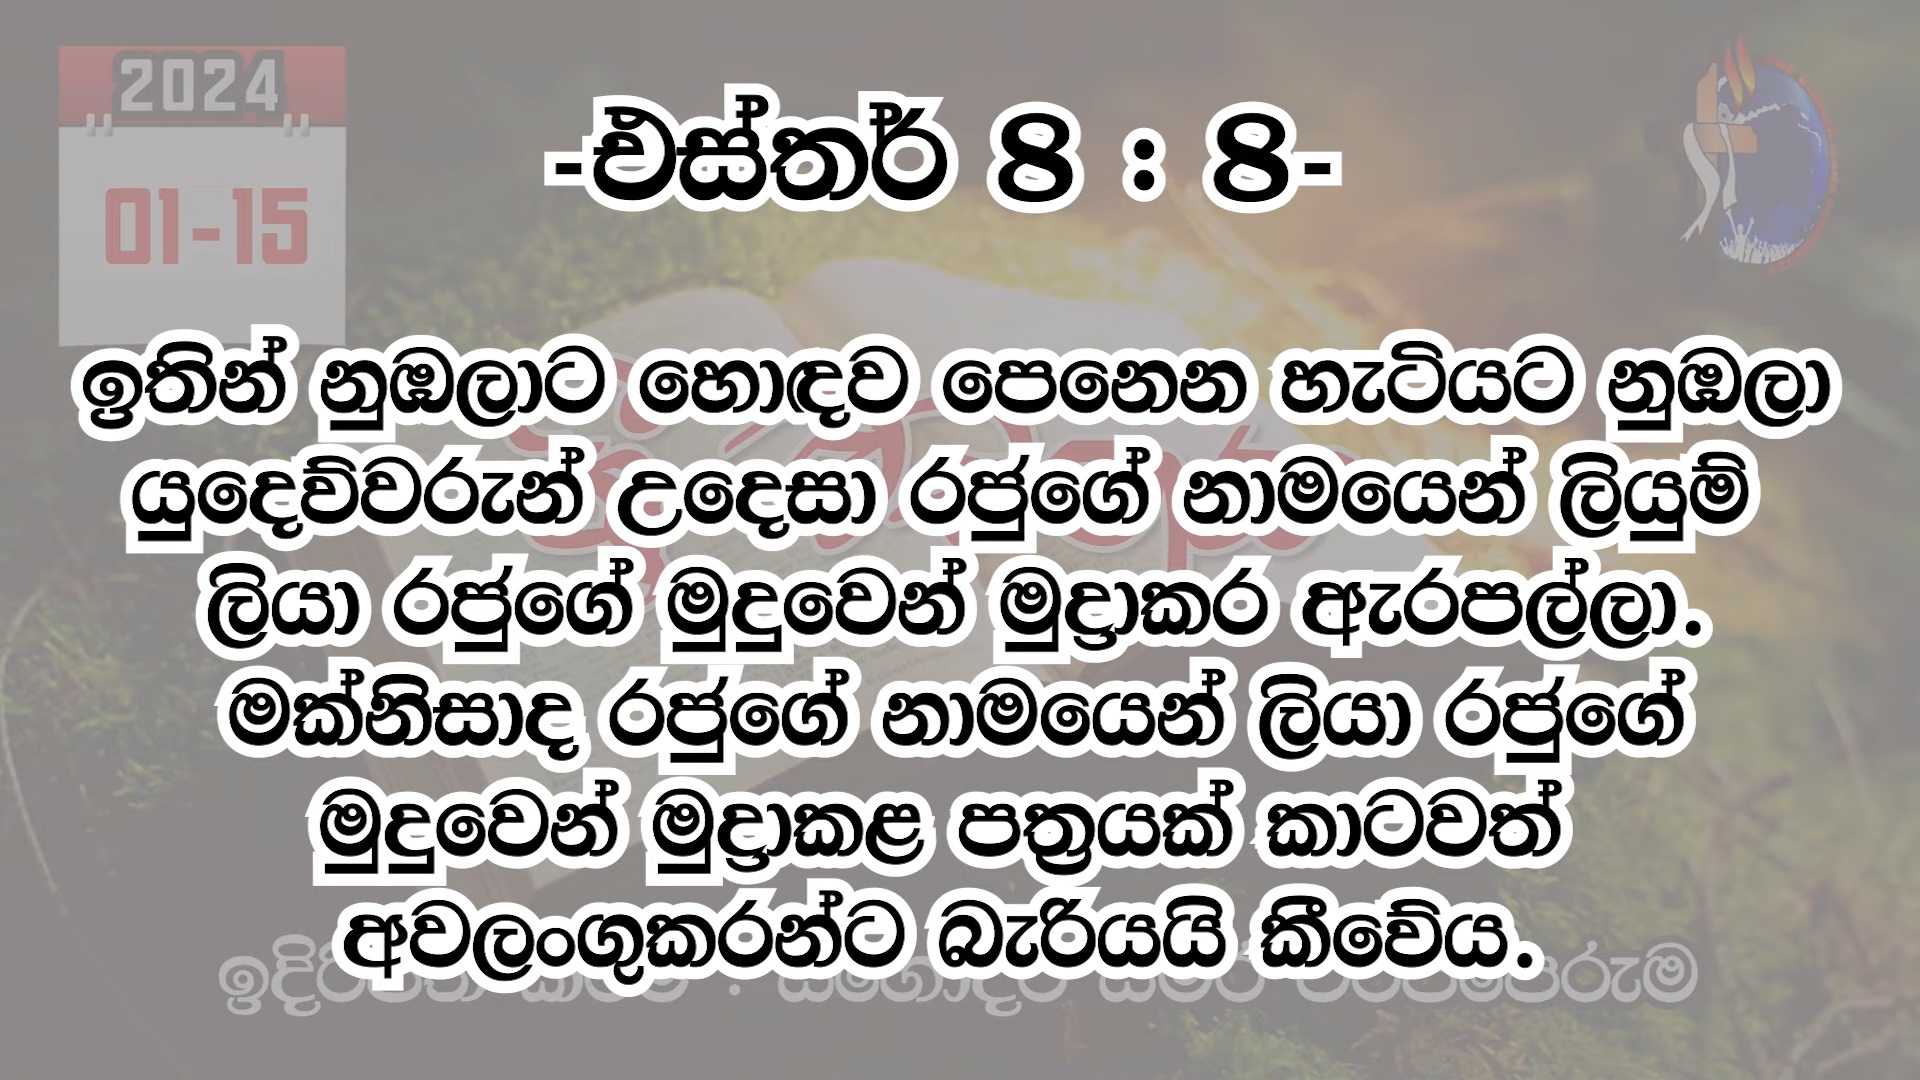 2024
01-15
-එස්තර් 8 : 8-
ඉතින් නුඹලාට හොඳව පෙනෙන හැටියට නුඹලා
යුදෙව්වරුන් උදෙසා රජුගේ නාමයෙන් ලියුම්
ලියා රජුගේ මුදුවෙන් මුද්‍රාකර ඇරපල්ලා.
මක්නිසාද රජුගේ නාමයෙන් ලියා රජුගේ
මුදුවෙන් මුද්‍රාකළ පත්‍රයක් කාටවත්
අවලංගුකරන්ට බැරියයි කීවේය.